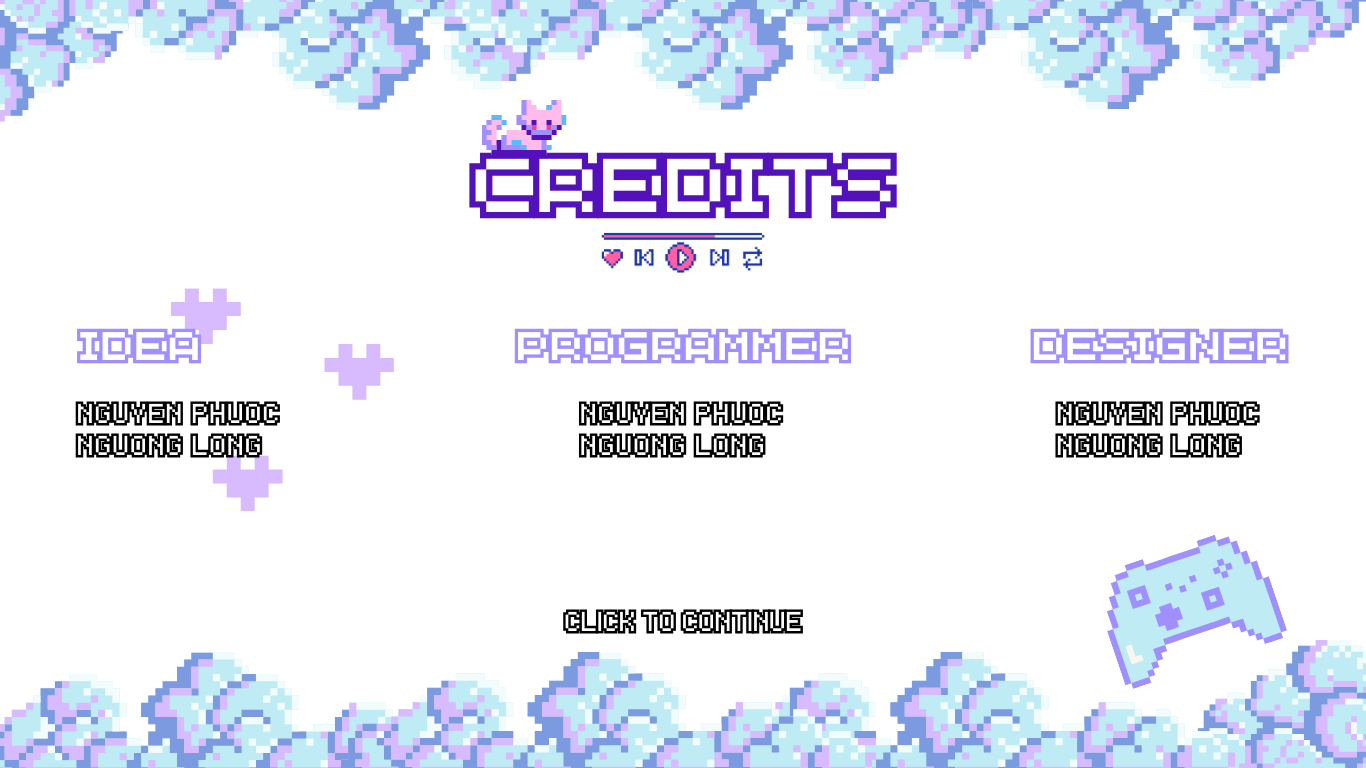 CREDITS
IDEA
NGUYEN PHUOC
NGUONG LONG
PROGRAMMER
NGUYEN PHUOC
NGUONG LONG
DESIGNER
NGUYEN PHUOC
NGUONG LONG
CLICK TO CONTINUE